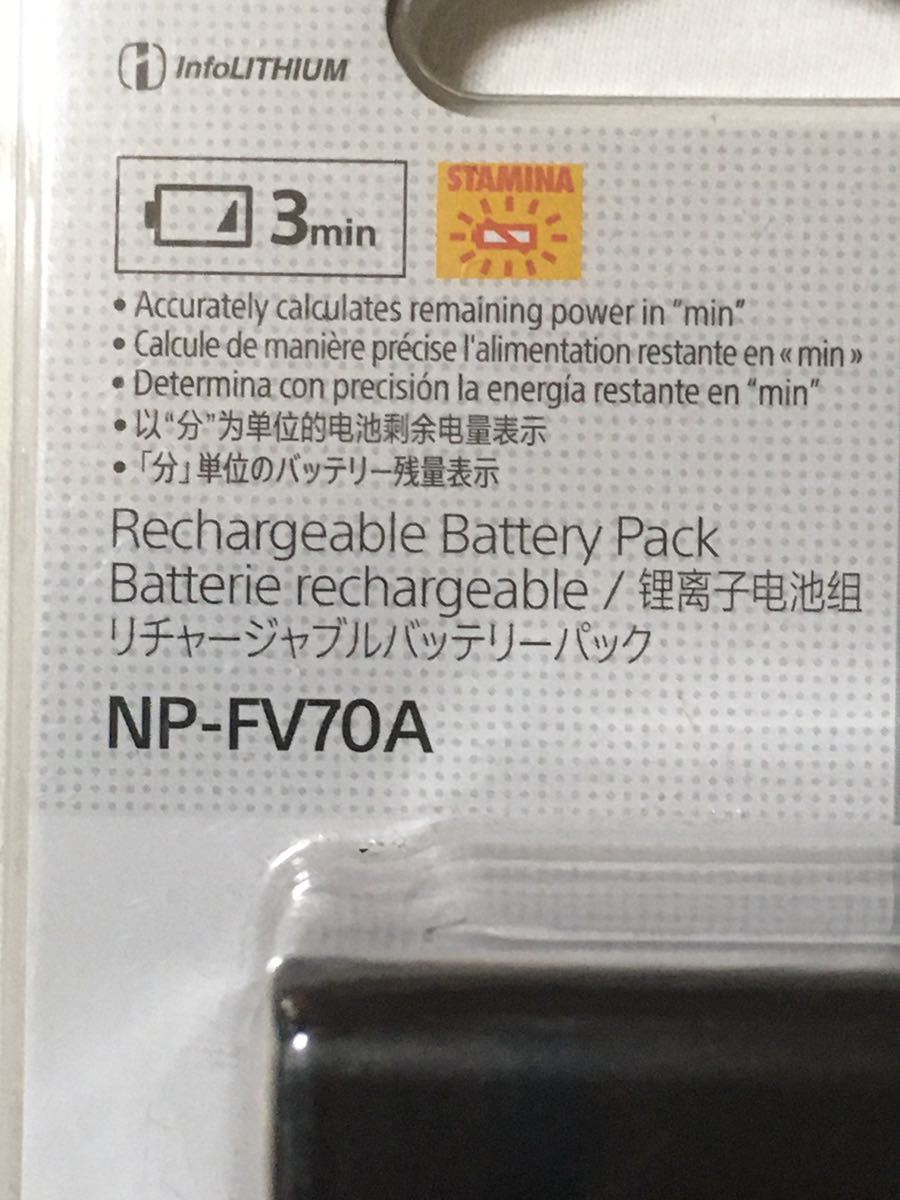 InfoLITHIUM
3min
STAMINA
• Accurately calculates remaining power in “min”
• Calcule de manière précise l'alimentation restante en « min »
• Determina con precisión la energía restante en “min”
• 以“分”为单位的电池剩余电量表示
• 「分」単位のバッテリー残量表示
Rechargeable Battery Pack
Batterie rechargeable / 锂离子电池组
リチャージャブルバッテリーパック
NP-FV70A